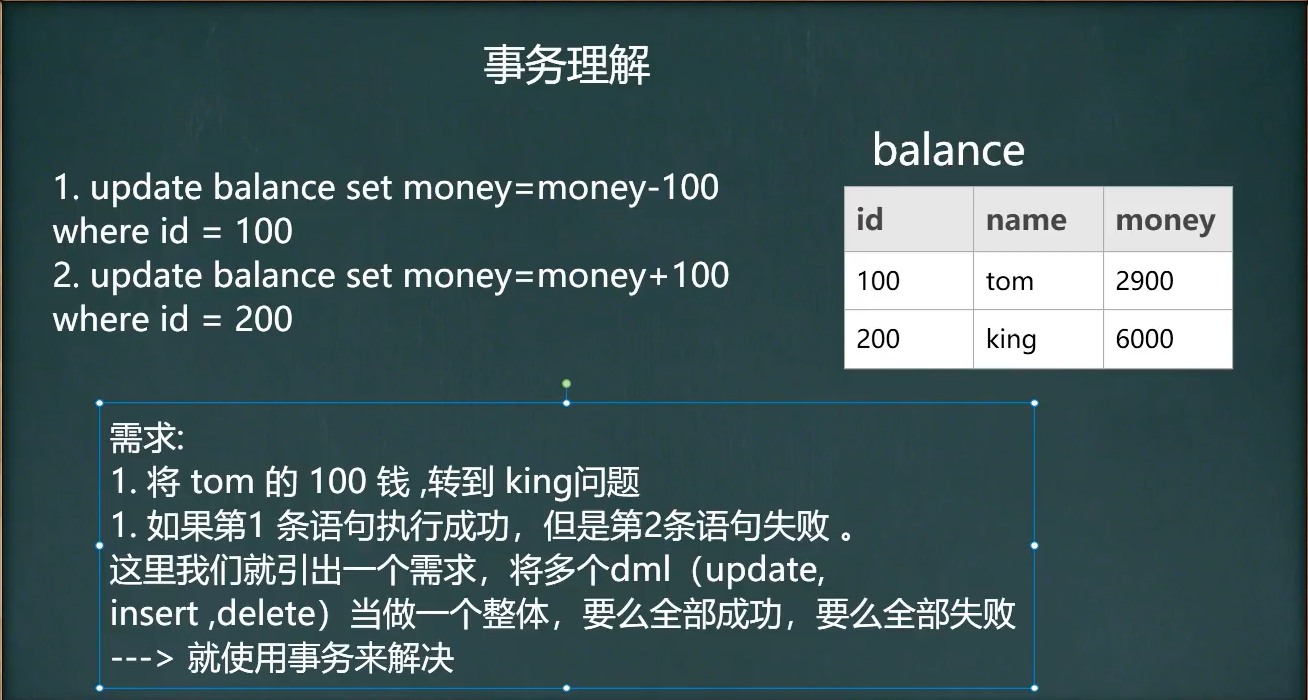 事务理解
1. update balance set money=money-100
where id = 100
2. update balance set money=money+100
where id = 200
balance
id name money
100 tom 2900
200 king 6000
需求:
1. 将 tom 的 100 钱 ,转到 king问题
1. 如果第1 条语句执行成功，但是第2条语句失败 。
这里我们就引出一个需求，将多个dml（update,
insert ,delete）当做一个整体，要么全部成功，要么全部失败
---> 就使用事务来解决